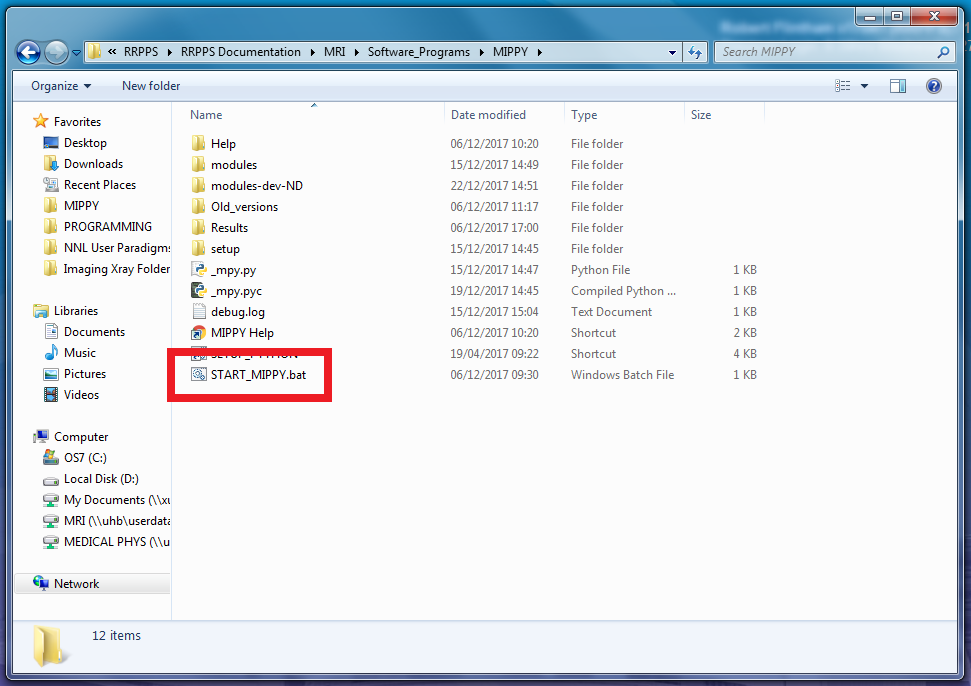 « RRPPS ▸ RRPPS Documentation ▸ MRI ▸ Software_Programs ▸ MIPPY ▸
Search MIPPY
Organize New folder
Name Date modified Type Size
Favorites
Desktop
Downloads
Recent Places
MIPPY
PROGRAMMING
NNL User Paradigms
Imaging Xray Folder
Libraries
Documents
Music
Pictures
Videos
Computer
OS7 (C:)
Local Disk (D:)
My Documents (\\xu
MRI (\\uhb\userdata
MEDICAL PHYS (\\u
Network
Help 06/12/2017 10:20 File folder
modules 15/12/2017 14:49 File folder
modules-dev-ND 22/12/2017 14:51 File folder
Old_versions 06/12/2017 11:17 File folder
Results 06/12/2017 17:00 File folder
setup 15/12/2017 14:45 File folder
_mpy.py 15/12/2017 14:47 Python File 1 KB
_mpy.pyc 19/12/2017 14:45 Compiled Python ... 1 KB
debug.log 15/12/2017 15:04 Text Document 1 KB
MIPPY Help 06/12/2017 10:20 Shortcut 2 KB
SETUP_PYTHON 19/04/2017 09:22 Shortcut 4 KB
START_MIPPY.bat 06/12/2017 09:30 Windows Batch File 1 KB
12 items